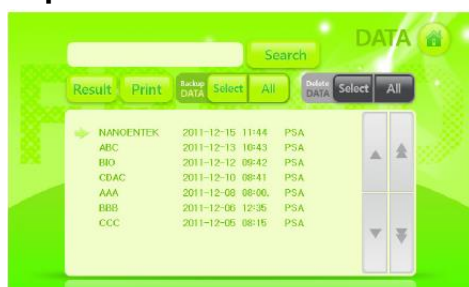 DATA
Search
Result Print Backup DATA Select All Delete DATA Select All
NANOENTEK 2011-12-15 11:44 PSA
ABC 2011-12-13 10:43 PSA
BIO 2011-12-12 09:42 PSA
CDAC 2011-12-10 08:41 PSA
AAA 2011-12-08 08:00. PSA
BBB 2011-12-06 12:35 PSA
CCC 2011-12-05 08:15 PSA